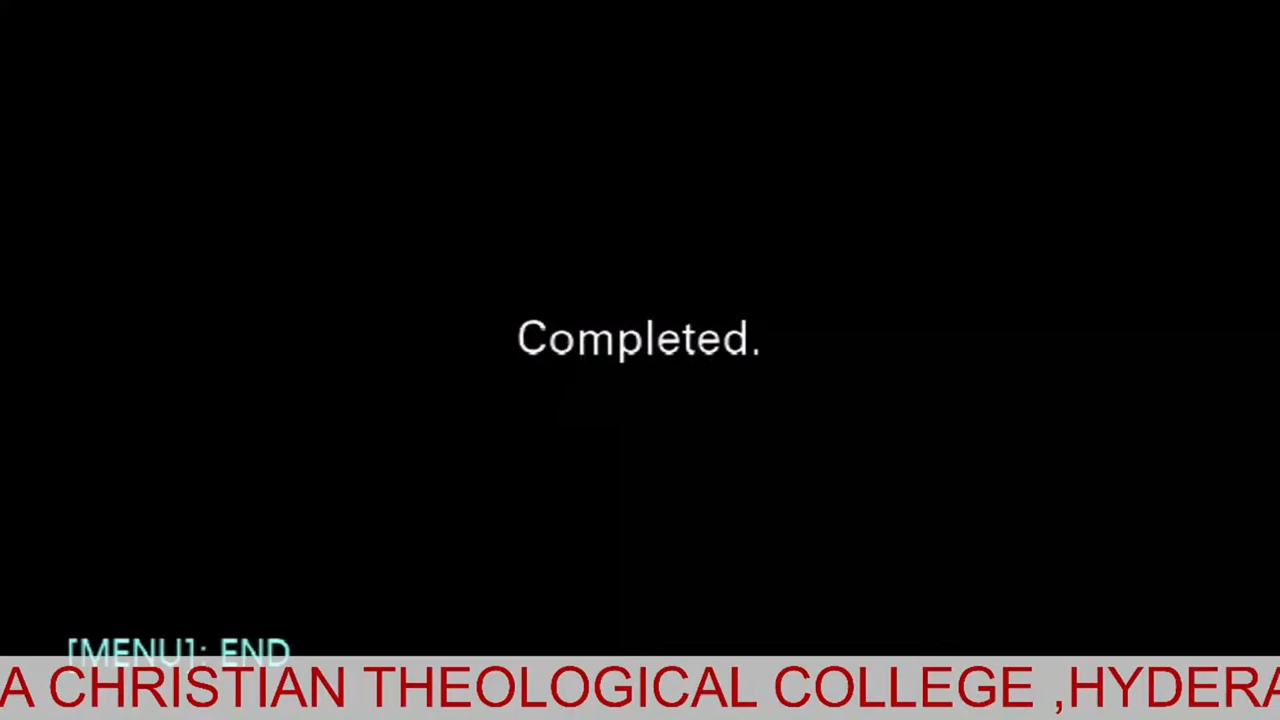 Completed.
[MENU]: END
A CHRISTIAN THEOLOGICAL COLLEGE ,HYDERA